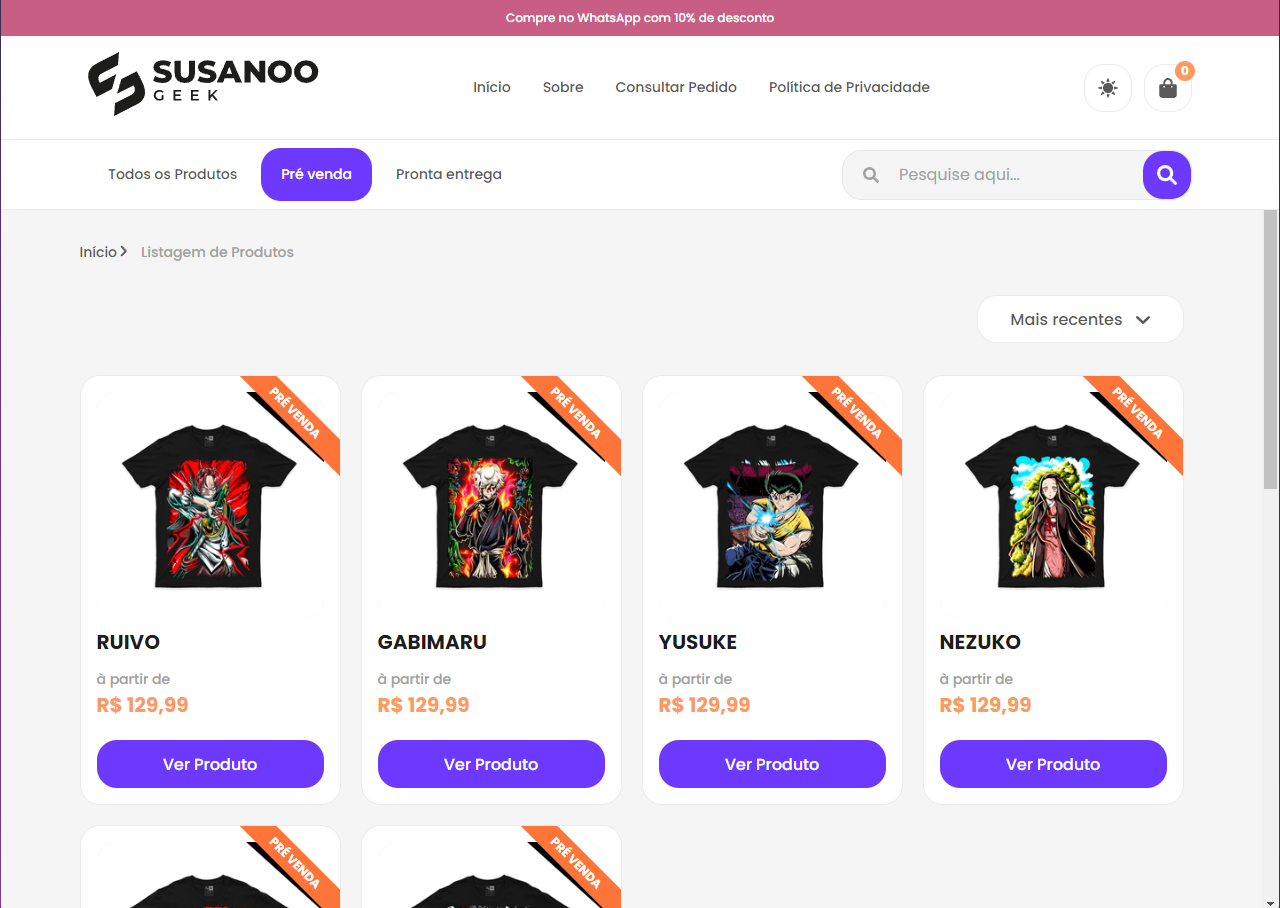 Compre no WhatsApp com 10% de desconto
SUSANOO
GEEK
Início
Sobre
Consultar Pedido
Política de Privacidade
0
Todos os Produtos
Pré venda
Pronta entrega
Pesquise aqui...
Início
Listagem de Produtos
Mais recentes
PRÉ VENDA
PRÉ VENDA
PRÉ VENDA
PRÉ VENDA
RUIVO
GABIMARU
YUSUKE
NEZUKO
à partir de
à partir de
à partir de
à partir de
R$ 129,99
R$ 129,99
R$ 129,99
R$ 129,99
Ver Produto
Ver Produto
Ver Produto
Ver Produto
PRÉ VENDA
PRÉ VENDA